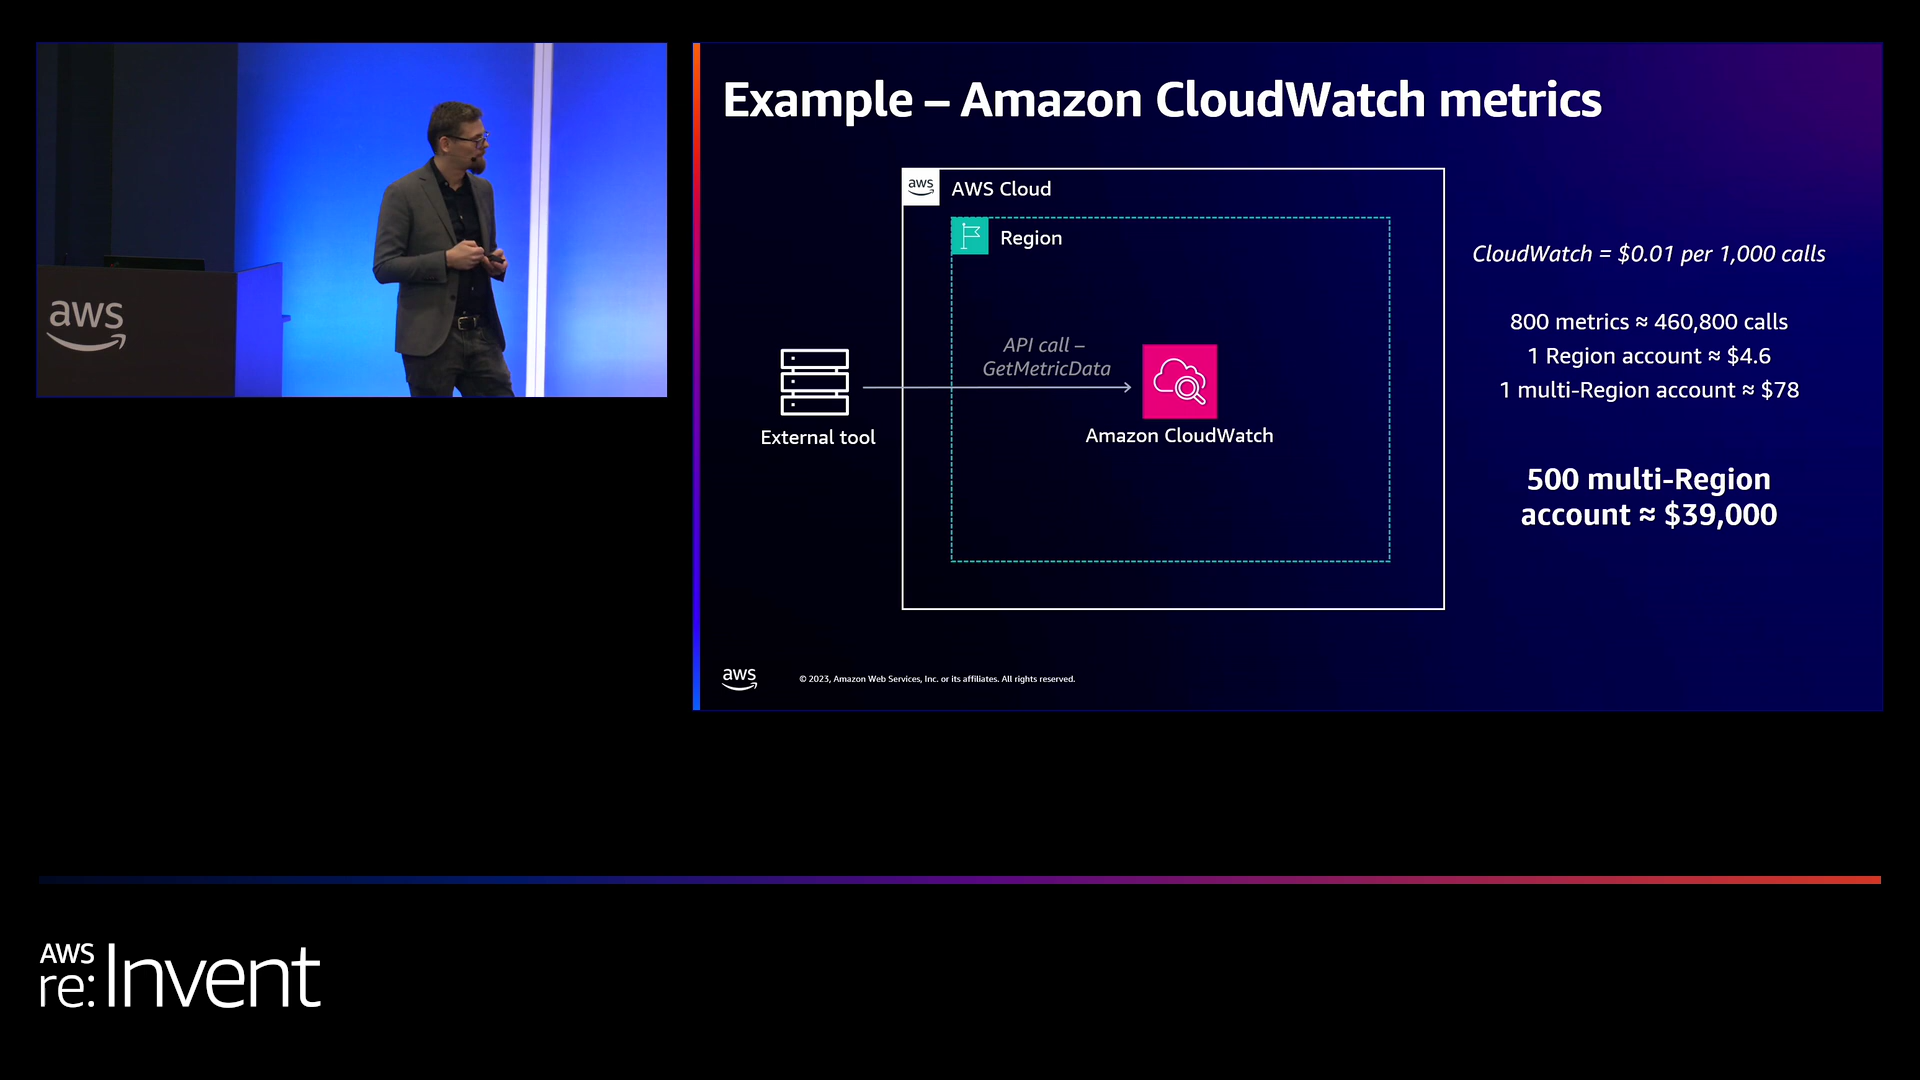 aws
Example – Amazon CloudWatch metrics
aws
AWS Cloud
Region
API call –
GetMetricData
External tool
Amazon CloudWatch
CloudWatch = $0.01 per 1,000 calls
800 metrics ≈ 460,800 calls
1 Region account ≈ $4.6
1 multi-Region account ≈ $78
500 multi-Region
account ≈ $39,000
aws
© 2023, Amazon Web Services, Inc. or its affiliates. All rights reserved.
AWS
re:Invent